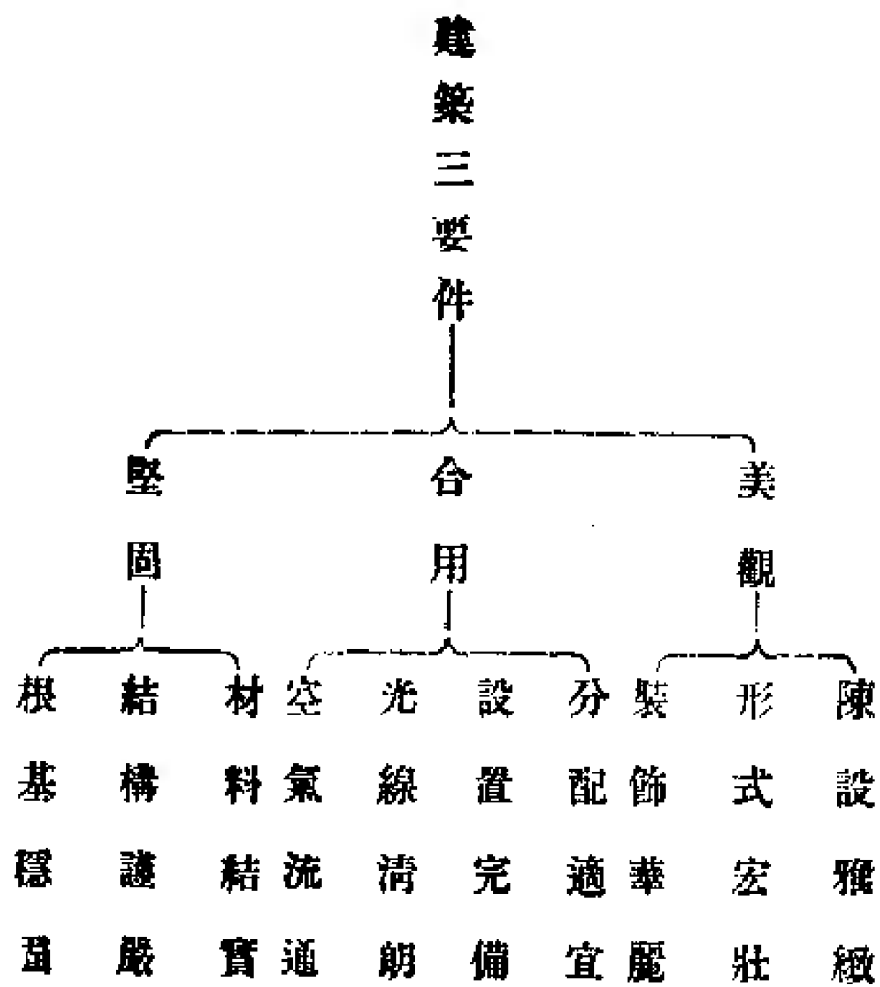 建築三要件
美觀
合用
堅固
陳設雅緻
形式宏壯
裝飾華麗
分配適宜
設置完備
光線清朗
空氣流通
材料結實
結構謹嚴
根基穩固